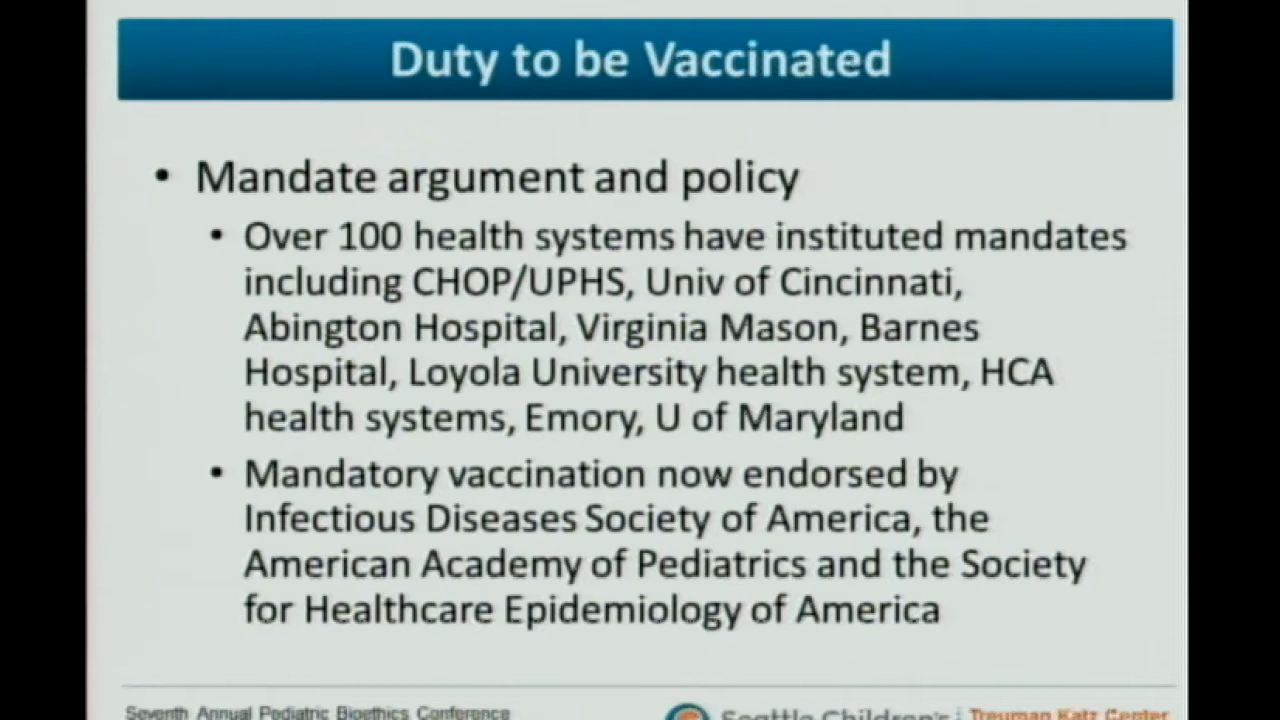 Duty to be Vaccinated
• Mandate argument and policy
• Over 100 health systems have instituted mandates
including CHOP/UPHS, Univ of Cincinnati,
Abington Hospital, Virginia Mason, Barnes
Hospital, Loyola University health system, HCA
health systems, Emory, U of Maryland
• Mandatory vaccination now endorsed by
Infectious Diseases Society of America, the
American Academy of Pediatrics and the Society
for Healthcare Epidemiology of America
Seventh Annual Pediatric Bioethics Conference
Seattle Children's Treuman Katz Center